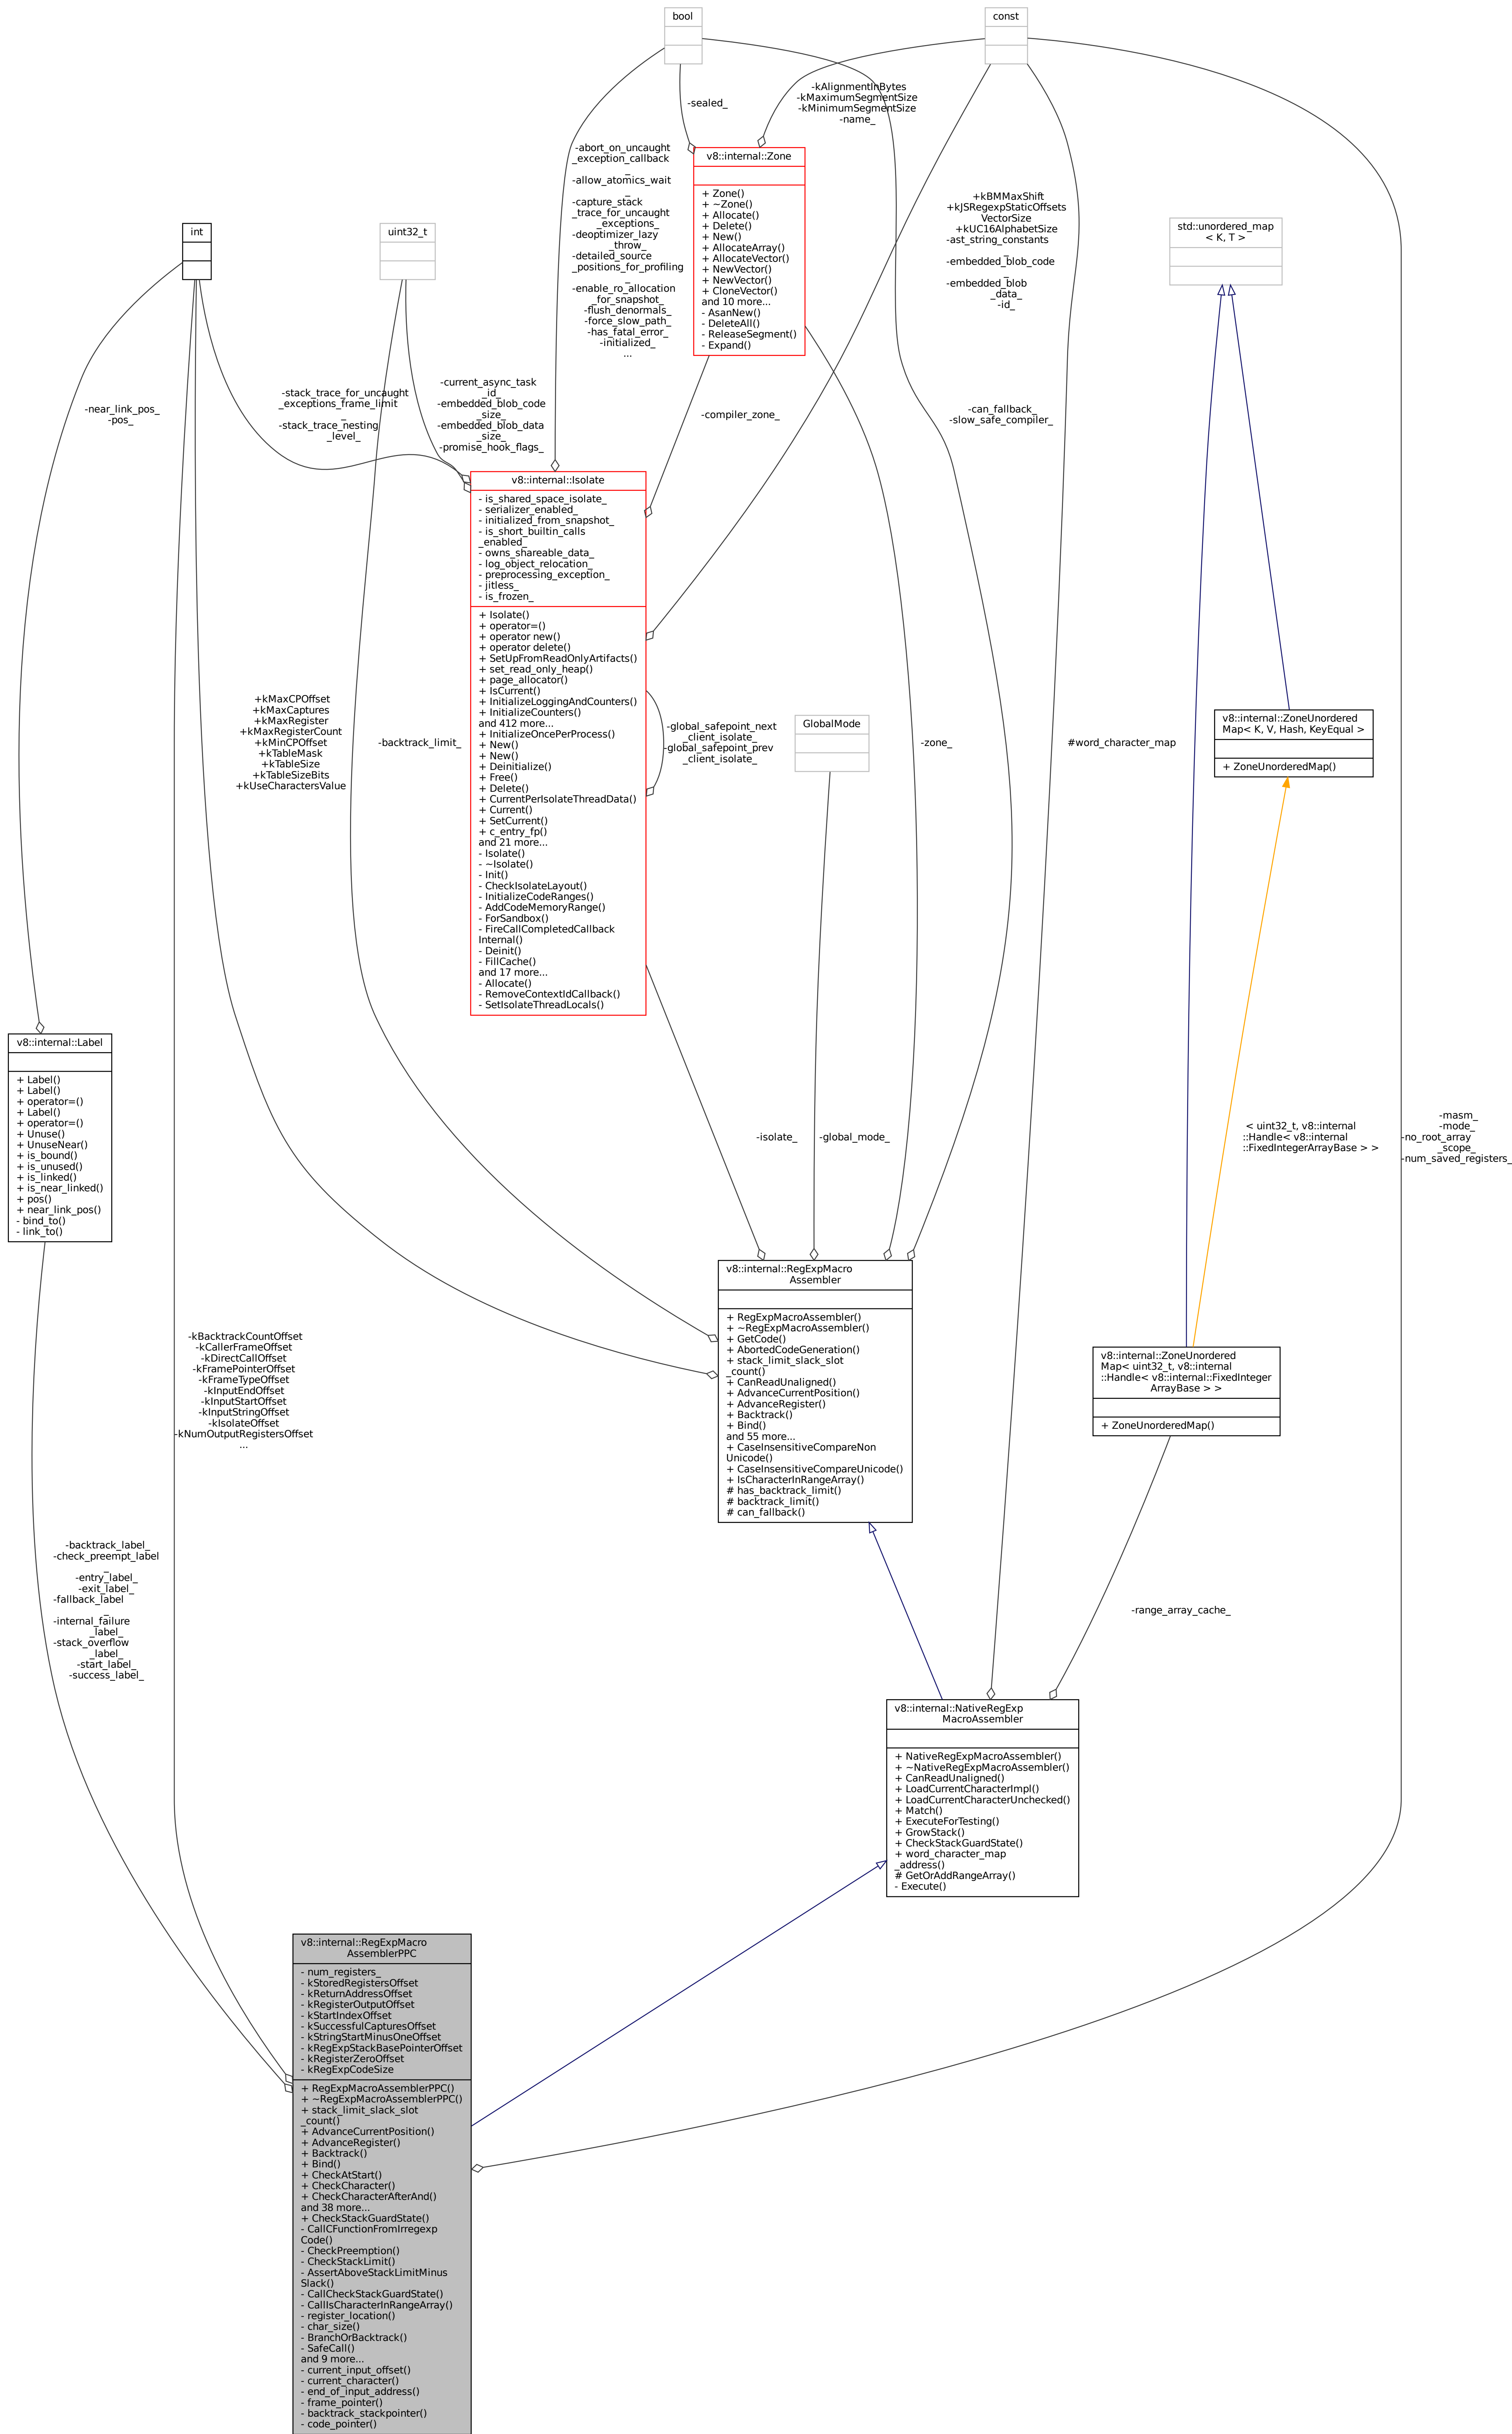 bool
const
-sealed_
-kAlignmentInBytes
-kMaximumSegmentSize
-kMinimumSegmentSize
-name_
-abort_on_uncaught
_exception_callback
_
-allow_atomics_wait
_
-capture_stack
_trace_for_uncaught
_exceptions_
-deoptimizer_lazy
_throw_
-detailed_source
_positions_for_profiling
_
-enable_ro_allocation
_for_snapshot_
-flush_denormals_
-force_slow_path_
-has_fatal_error_
-initialized_
...
v8::internal::Zone
+ Zone()
+ ~Zone()
+ Allocate()
+ Delete()
+ New()
+ AllocateArray()
+ AllocateVector()
+ NewVector()
+ NewVector()
+ CloneVector()
and 10 more...
- AsanNew()
- DeleteAll()
- ReleaseSegment()
- Expand()
+kBMMaxShift
+kJSRegexpStaticOffsets
VectorSize
+kUC16AlphabetSize
-ast_string_constants
_
-embedded_blob_code
_
-embedded_blob
_data_
-id_
int
uint32_t
std::unordered_map
< K, T >
-near_link_pos_
-pos_
-stack_trace_for_uncaught
_exceptions_frame_limit
_
-stack_trace_nesting
_level_
-current_async_task
_id_
-embedded_blob_code
_size_
-embedded_blob_data
_size_
-promise_hook_flags_
-compiler_zone_
-can_fallback_
-slow_safe_compiler_
v8::internal::Isolate
- is_shared_space_isolate_
- serializer_enabled_
- initialized_from_snapshot_
- is_short_builtin_calls
_enabled_
- owns_shareable_data_
- log_object_relocation_
- preprocessing_exception_
- jitless_
- is_frozen_
+ Isolate()
+ operator=()
+ operator new()
+ operator delete()
+ SetUpFromReadOnlyArtifacts()
+ set_read_only_heap()
+ page_allocator()
+ IsCurrent()
+ InitializeLoggingAndCounters()
+ InitializeCounters()
and 412 more...
+ InitializeOncePerProcess()
+ New()
+ New()
+ Deinitialize()
+ Free()
+ Delete()
+ CurrentPerIsolateThreadData()
+ Current()
+ SetCurrent()
+ c_entry_fp()
and 21 more...
- Isolate()
- ~Isolate()
- Init()
- CheckIsolateLayout()
- InitializeCodeRanges()
- AddCodeMemoryRange()
- ForSandbox()
- FireCallCompletedCallback
Internal()
- Deinit()
- FillCache()
and 17 more...
- Allocate()
- RemoveContextIdCallback()
- SetIsolateThreadLocals()
+kMaxCPOffset
+kMaxCaptures
+kMaxRegister
+kMaxRegisterCount
+kMinCPOffset
+kTableMask
+kTableSize
+kTableSizeBits
+kUseCharactersValue
-backtrack_limit_
-global_safepoint_next
_client_isolate_
-global_safepoint_prev
_client_isolate_
GlobalMode
-zone_
#word_character_map
v8::internal::ZoneUnordered
Map< K, V, Hash, KeyEqual >
+ ZoneUnorderedMap()
v8::internal::Label
+ Label()
+ Label()
+ operator=()
+ Label()
+ operator=()
+ Unuse()
+ UnuseNear()
+ is_bound()
+ is_unused()
+ is_linked()
+ is_near_linked()
+ pos()
+ near_link_pos()
- bind_to()
- link_to()
-isolate_
-global_mode_
< uint32_t, v8::internal
::Handle< v8::internal
::FixedIntegerArrayBase > >
-masm_
-mode_
-no_root_array
_scope_
-num_saved_registers_
v8::internal::RegExpMacro
Assembler
+ RegExpMacroAssembler()
+ ~RegExpMacroAssembler()
+ GetCode()
+ AbortedCodeGeneration()
+ stack_limit_slack_slot
_count()
+ CanReadUnaligned()
+ AdvanceCurrentPosition()
+ AdvanceRegister()
+ Backtrack()
+ Bind()
and 55 more...
+ CaseInsensitiveCompareNon
Unicode()
+ CaseInsensitiveCompareUnicode()
+ IsCharacterInRangeArray()
# has_backtrack_limit()
# backtrack_limit()
# can_fallback()
-kBacktrackCountOffset
-kCallerFrameOffset
-kDirectCallOffset
-kFramePointerOffset
-kFrameTypeOffset
-kInputEndOffset
-kInputStartOffset
-kInputStringOffset
-kIsolateOffset
-kNumOutputRegistersOffset
...
v8::internal::ZoneUnordered
Map< uint32_t, v8::internal
::Handle< v8::internal::FixedInteger
ArrayBase > >
+ ZoneUnorderedMap()
-backtrack_label_
-check_preempt_label
_
-entry_label_
-exit_label_
-fallback_label
_
-internal_failure
_label_
-stack_overflow
_label_
-start_label_
-success_label_
-range_array_cache_
v8::internal::NativeRegExp
MacroAssembler
+ NativeRegExpMacroAssembler()
+ ~NativeRegExpMacroAssembler()
+ CanReadUnaligned()
+ LoadCurrentCharacterImpl()
+ LoadCurrentCharacterUnchecked()
+ Match()
+ ExecuteForTesting()
+ GrowStack()
+ CheckStackGuardState()
+ word_character_map
_address()
# GetOrAddRangeArray()
- Execute()
v8::internal::RegExpMacro
AssemblerPPC
- num_registers_
- kStoredRegistersOffset
- kReturnAddressOffset
- kRegisterOutputOffset
- kStartIndexOffset
- kSuccessfulCapturesOffset
- kStringStartMinusOneOffset
- kRegExpStackBasePointerOffset
- kRegisterZeroOffset
- kRegExpCodeSize
+ RegExpMacroAssemblerPPC()
+ ~RegExpMacroAssemblerPPC()
+ stack_limit_slack_slot
_count()
+ AdvanceCurrentPosition()
+ AdvanceRegister()
+ Backtrack()
+ Bind()
+ CheckAtStart()
+ CheckCharacter()
+ CheckCharacterAfterAnd()
and 38 more...
+ CheckStackGuardState()
- CallCFunctionFromIrregexp
Code()
- CheckPreemption()
- CheckStackLimit()
- AssertAboveStackLimitMinus
Slack()
- CallCheckStackGuardState()
- CallIsCharacterInRangeArray()
- register_location()
- char_size()
- BranchOrBacktrack()
- SafeCall()
and 9 more...
- current_input_offset()
- current_character()
- end_of_input_address()
- frame_pointer()
- backtrack_stackpointer()
- code_pointer()